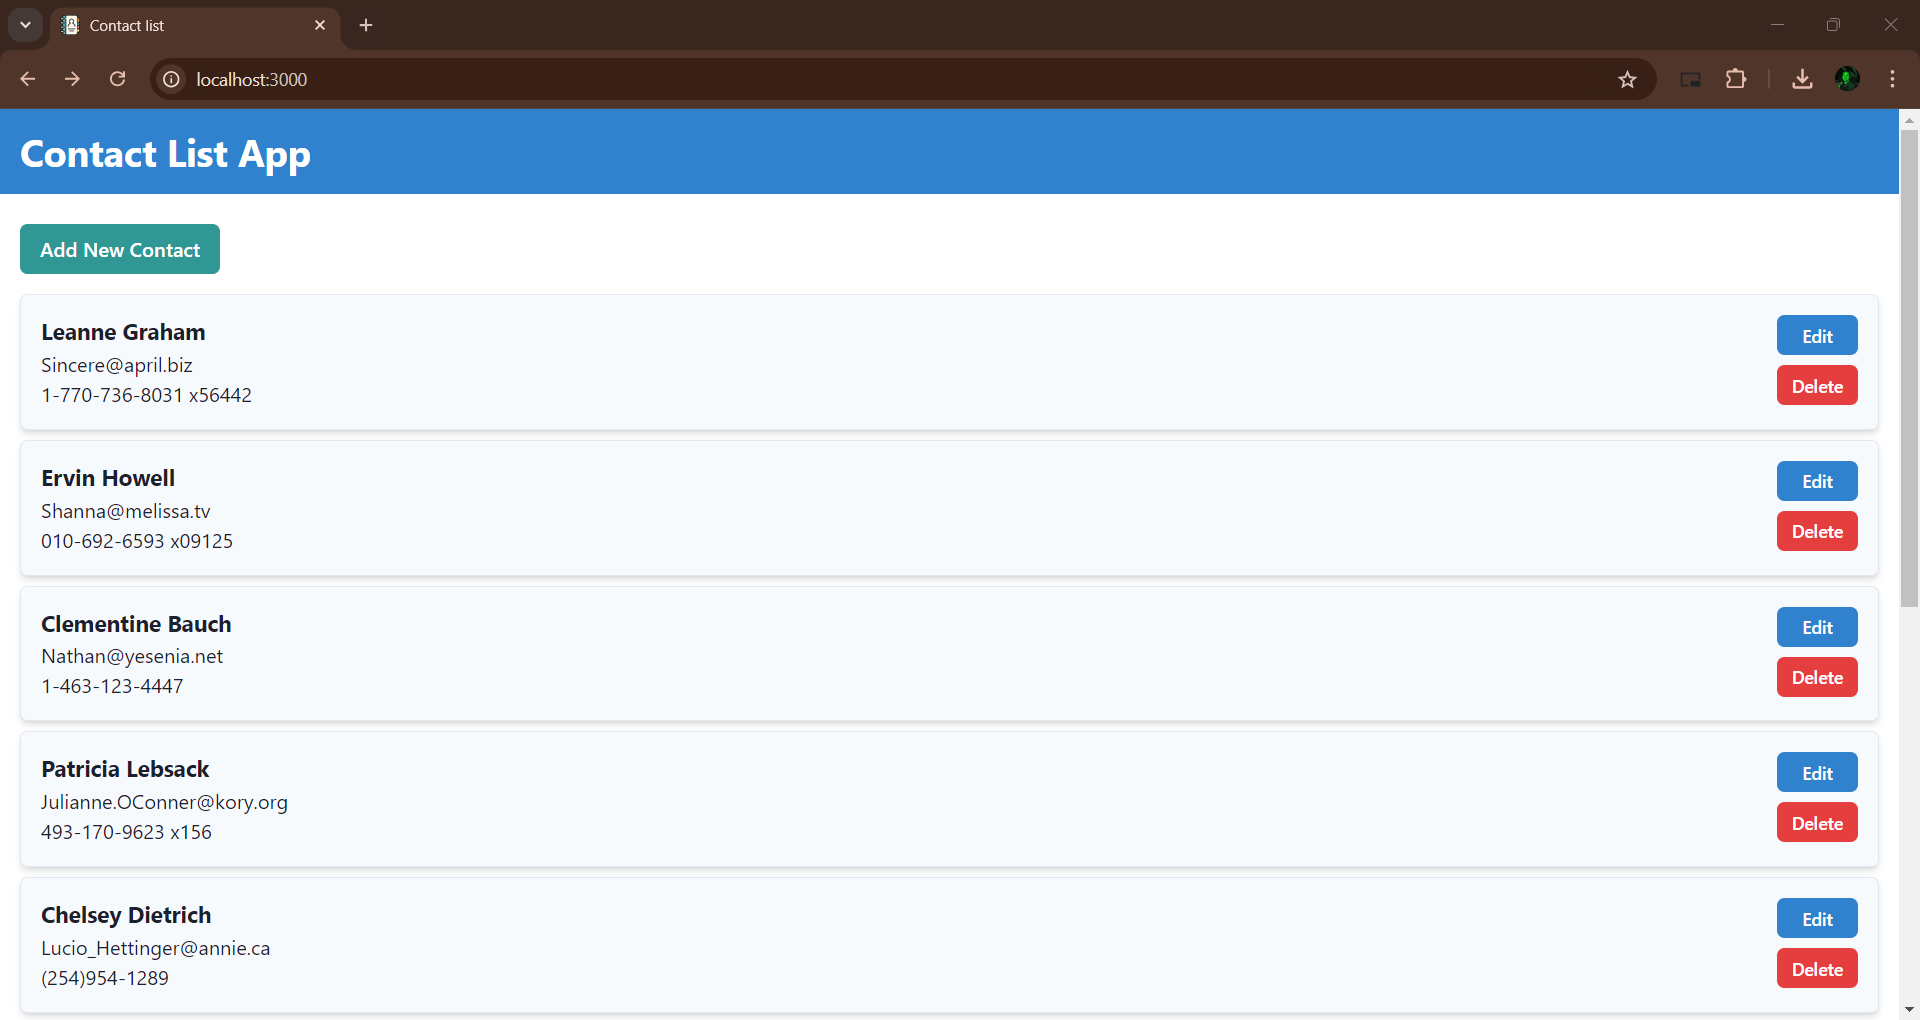 Contact list
localhost:3000
Contact List App
Add New Contact
Leanne Graham
Sincere@april.biz
1-770-736-8031 x56442
Edit
Delete
Ervin Howell
Shanna@melissa.tv
010-692-6593 x09125
Edit
Delete
Clementine Bauch
Nathan@yesenia.net
1-463-123-4447
Edit
Delete
Patricia Lebsack
Julianne.OConner@kory.org
493-170-9623 x156
Edit
Delete
Chelsey Dietrich
Lucio_Hettinger@annie.ca
(254)954-1289
Edit
Delete